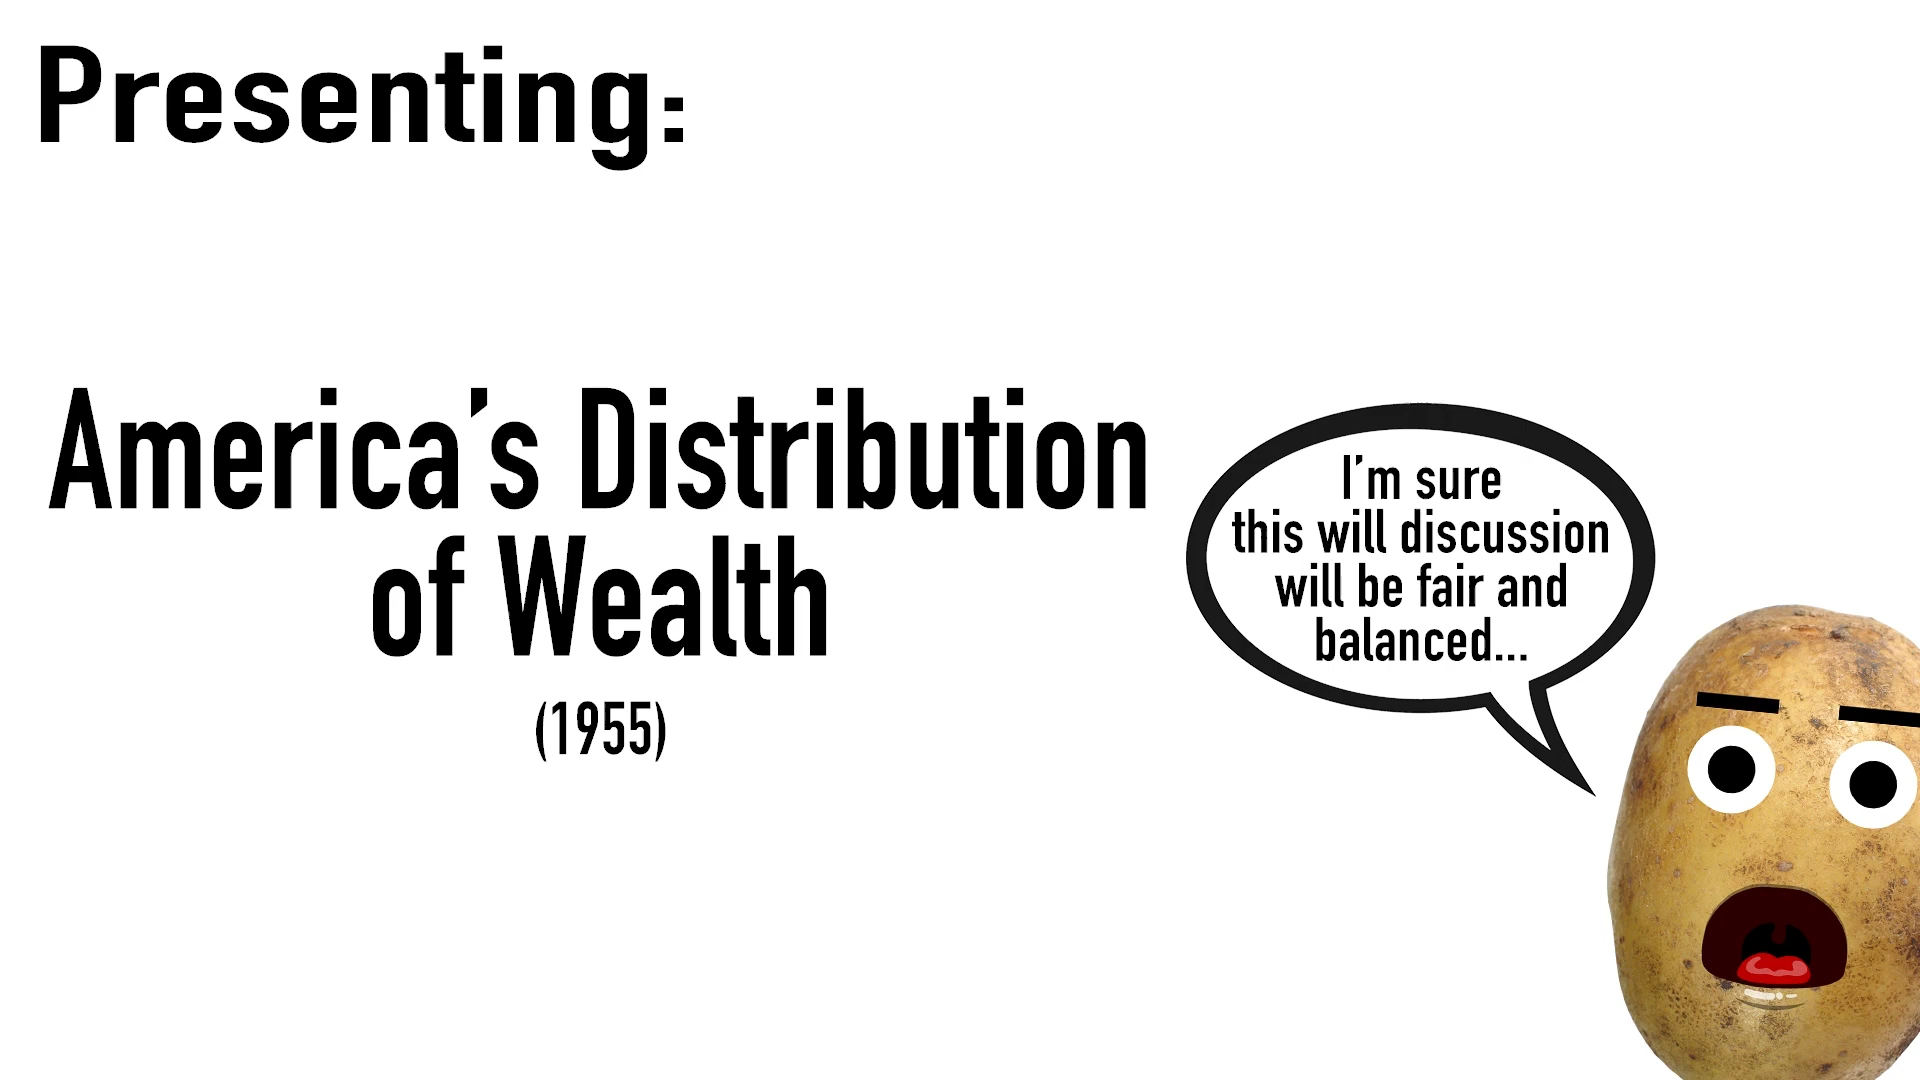 Presenting:
America's Distribution
of Wealth
(1955)
I'm sure
this will discussion
will be fair and
balanced...